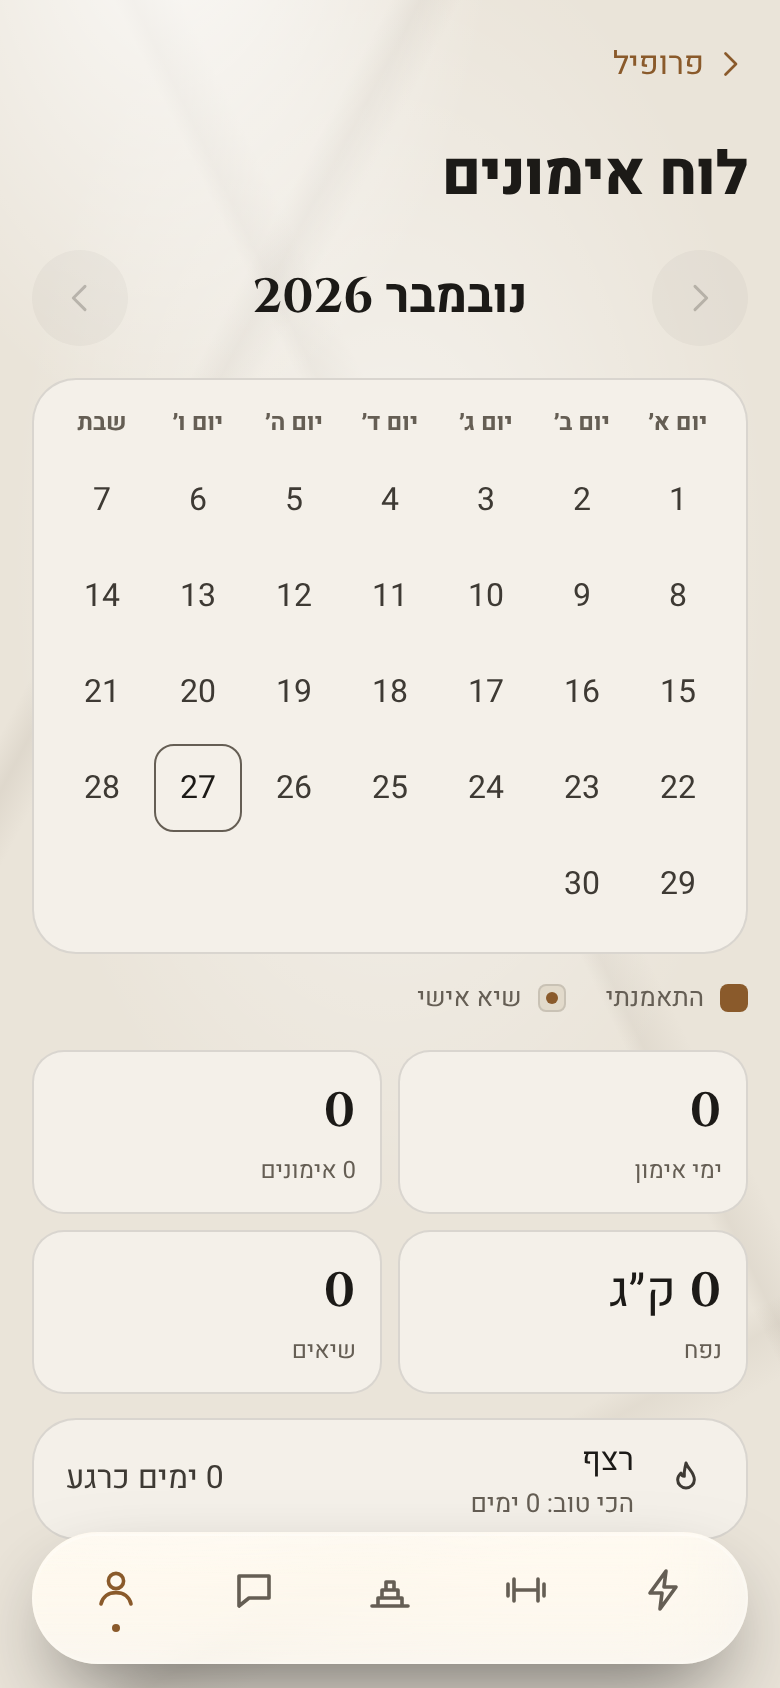 פרופיל
לוח אימונים
נובמבר 2026
יום א׳ יום ב׳ יום ג׳ יום ד׳ יום ה׳ יום ו׳ שבת
1 2 3 4 5 6 7
8 9 10 11 12 13 14
15 16 17 18 19 20 21
22 23 24 25 26 27 28
29 30
התאמנתי שיא אישי
0 0
ימי אימון 0 אימונים
0 ק״ג 0
נפח שיאים
רצף 0 ימים כרגע
הכי טוב: 0 ימים